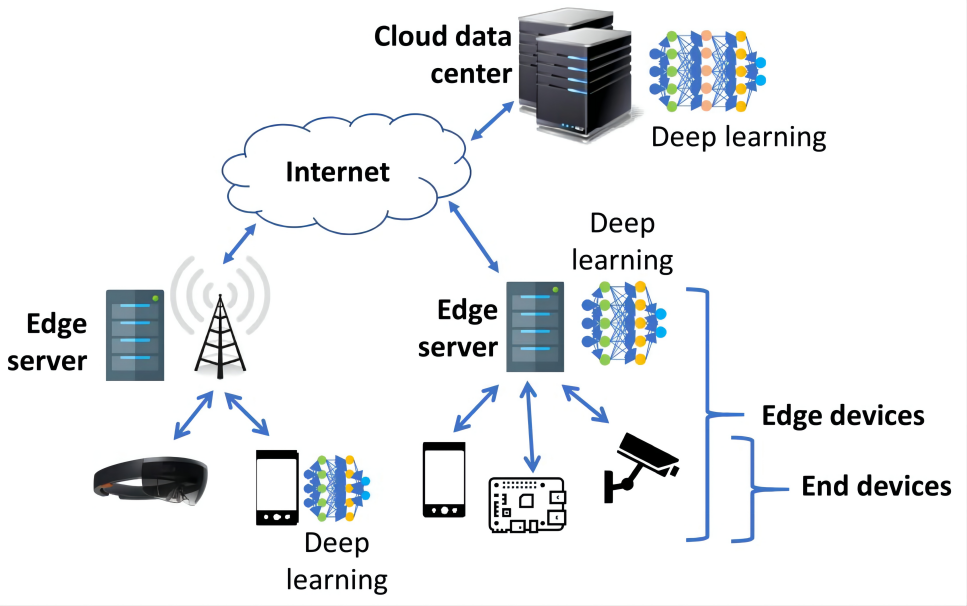 Cloud data
center
Deep learning
Internet
Deep
learning
Edge
server
Edge
server
Edge devices
End devices
Deep
learning